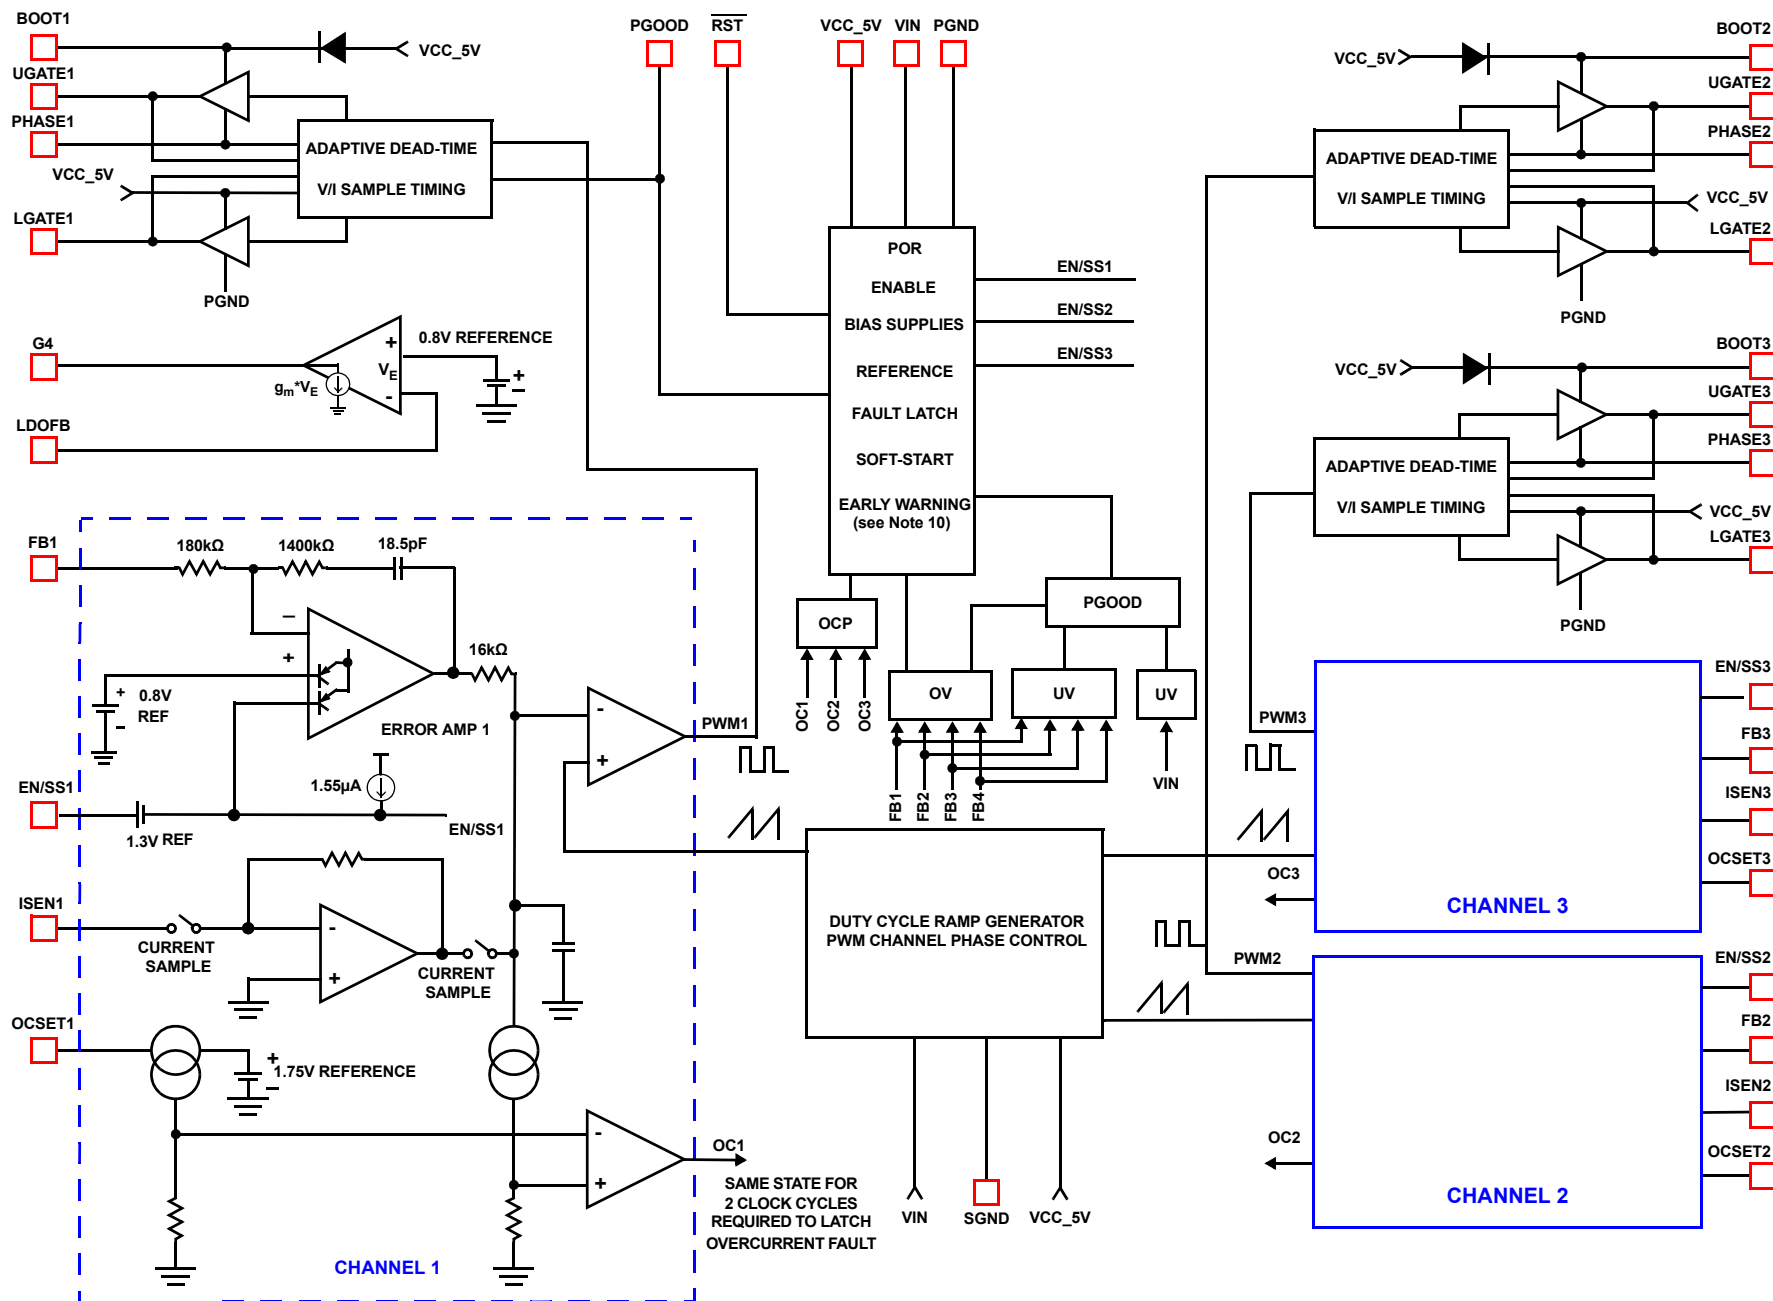 BOOT1
UGATE1
PHASE1
VCC_5V
LGATE1
VCC_5V
ADAPTIVE DEAD-TIME
V/I SAMPLE TIMING
PGND
G4
LDOFB
gm*VE
+
VE
-
0.8V REFERENCE
+
-
PGOOD
RST
VCC_5V
VIN
PGND
POR
ENABLE
BIAS SUPPLIES
REFERENCE
FAULT LATCH
SOFT-START
EARLY WARNING
(see Note 10)
EN/SS1
EN/SS2
EN/SS3
VCC_5V
ADAPTIVE DEAD-TIME
V/I SAMPLE TIMING
PGND
BOOT2
UGATE2
PHASE2
VCC_5V
LGATE2
VCC_5V
ADAPTIVE DEAD-TIME
V/I SAMPLE TIMING
PGND
BOOT3
UGATE3
PHASE3
VCC_5V
LGATE3
FB1
180kΩ
1400kΩ
18.5pF
–
+
16kΩ
+
0.8V
REF
-
ERROR AMP 1
-
+
PWM1
EN/SS1
1.3V REF
1.55µA
EN/SS1
ISEN1
CURRENT
SAMPLE
-
+
CURRENT
SAMPLE
OCSET1
+
1.75V REFERENCE
-
-
+
OC1
SAME STATE FOR
2 CLOCK CYCLES
REQUIRED TO LATCH
OVERCURRENT FAULT
CHANNEL 1
OCP
OC1
OC2
OC3
PGOOD
OV
UV
UV
FB1
FB2
FB3
FB4
VIN
DUTY CYCLE RAMP GENERATOR
PWM CHANNEL PHASE CONTROL
VIN
SGND
VCC_5V
PWM3
OC3
CHANNEL 3
EN/SS3
FB3
ISEN3
OCSET3
PWM2
OC2
CHANNEL 2
EN/SS2
FB2
ISEN2
OCSET2